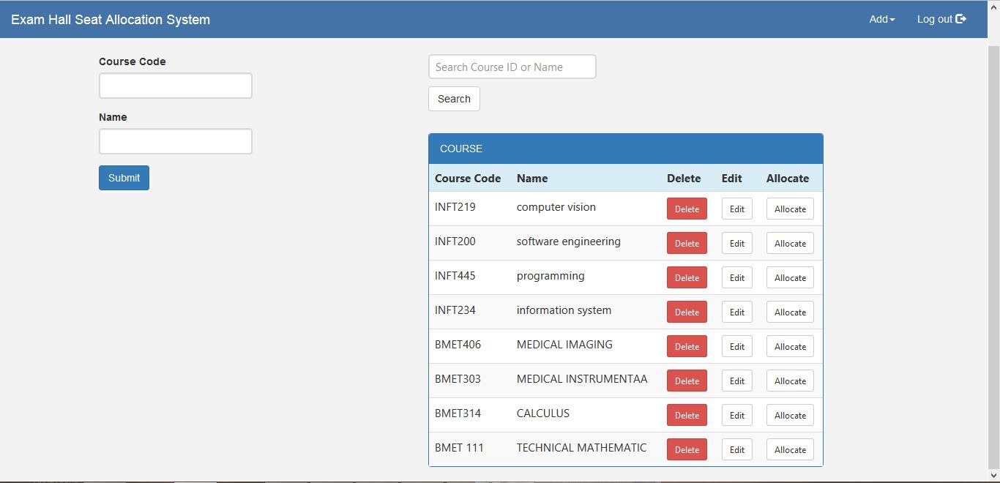 Exam Hall Seat Allocation System Add Log out
Course Code
Name
Submit
Search Course ID or Name
Search
COURSE
Course Code Name Delete Edit Allocate
INFT219 computer vision Delete Edit Allocate
INFT200 software engineering Delete Edit Allocate
INFT445 programming Delete Edit Allocate
INFT234 information system Delete Edit Allocate
BMET406 MEDICAL IMAGING Delete Edit Allocate
BMET303 MEDICAL INSTRUMENTAA Delete Edit Allocate
BMET314 CALCULUS Delete Edit Allocate
BMET 111 TECHNICAL MATHEMATIC Delete Edit Allocate